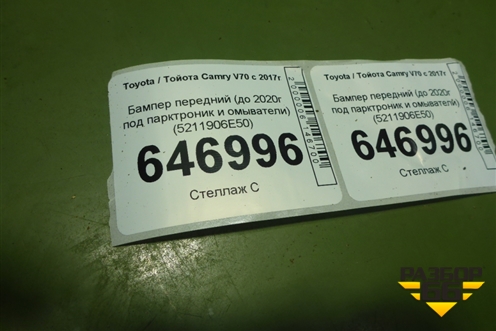 Toyota / Тойота Camry V70 с 2017г
Бампер передний (до 2020г
под парктроник и омыватели)
(5211906E50)
646996
Стеллаж С
Toyota / Тойота Camry V70 с 2017г
Бампер передний (до 2020г
под парктроник и омыватели)
(5211906E50)
646996
Стеллаж С
РАЗБОР